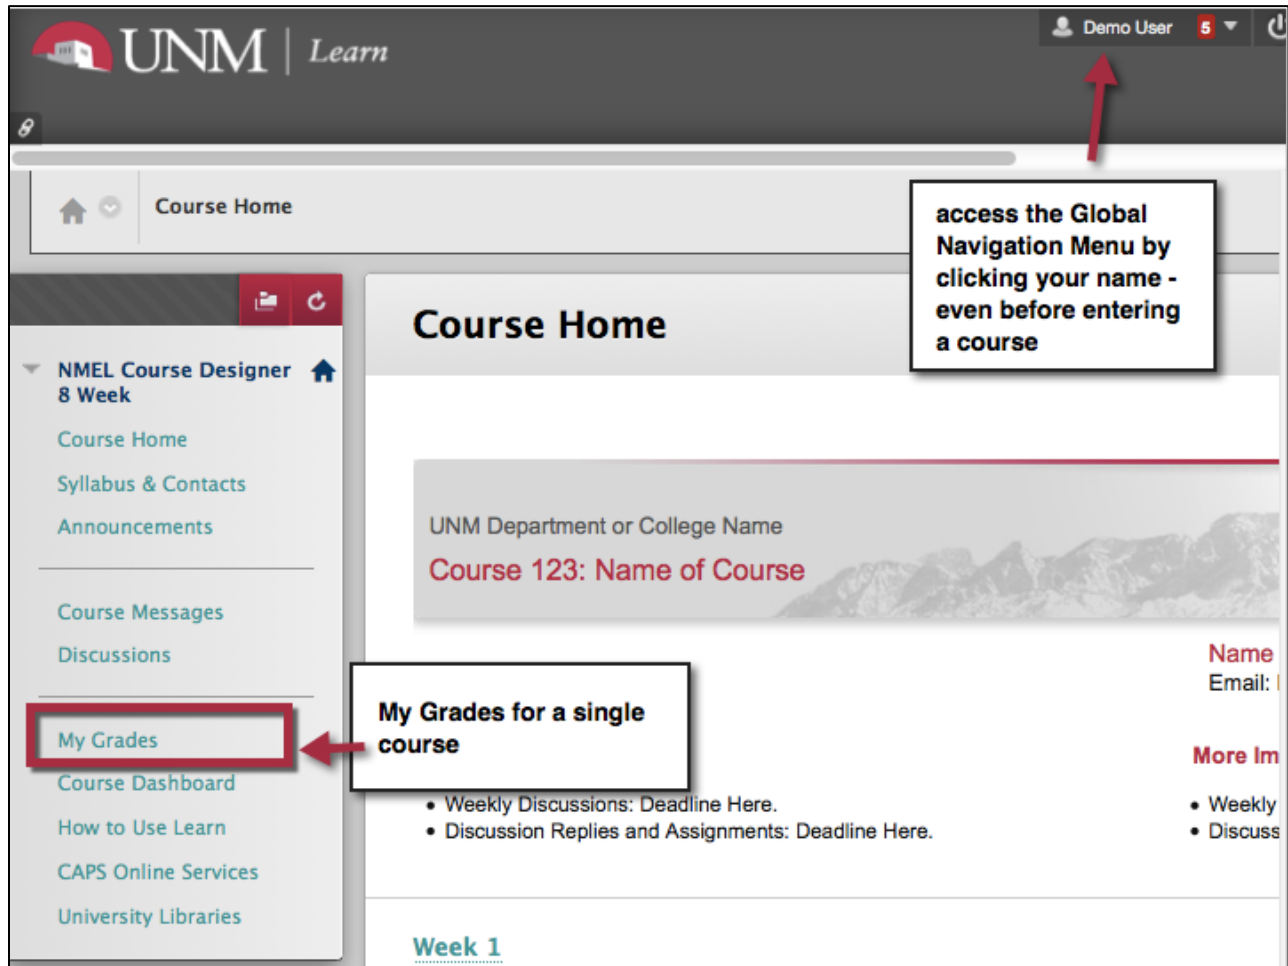 UNM | Learn
Demo User 5
Course Home
access the Global
Navigation Menu by
clicking your name -
even before entering
a course
NMEL Course Designer
8 Week
Course Home
Syllabus & Contacts
Announcements
Course Messages
Discussions
My Grades
Course Dashboard
How to Use Learn
CAPS Online Services
University Libraries
Course Home
UNM Department or College Name
Course 123: Name of Course
Name
Email:
My Grades for a single
course
More Im
• Weekly Discussions: Deadline Here.
• Discussion Replies and Assignments: Deadline Here.
• Weekly
• Discuss
Week 1